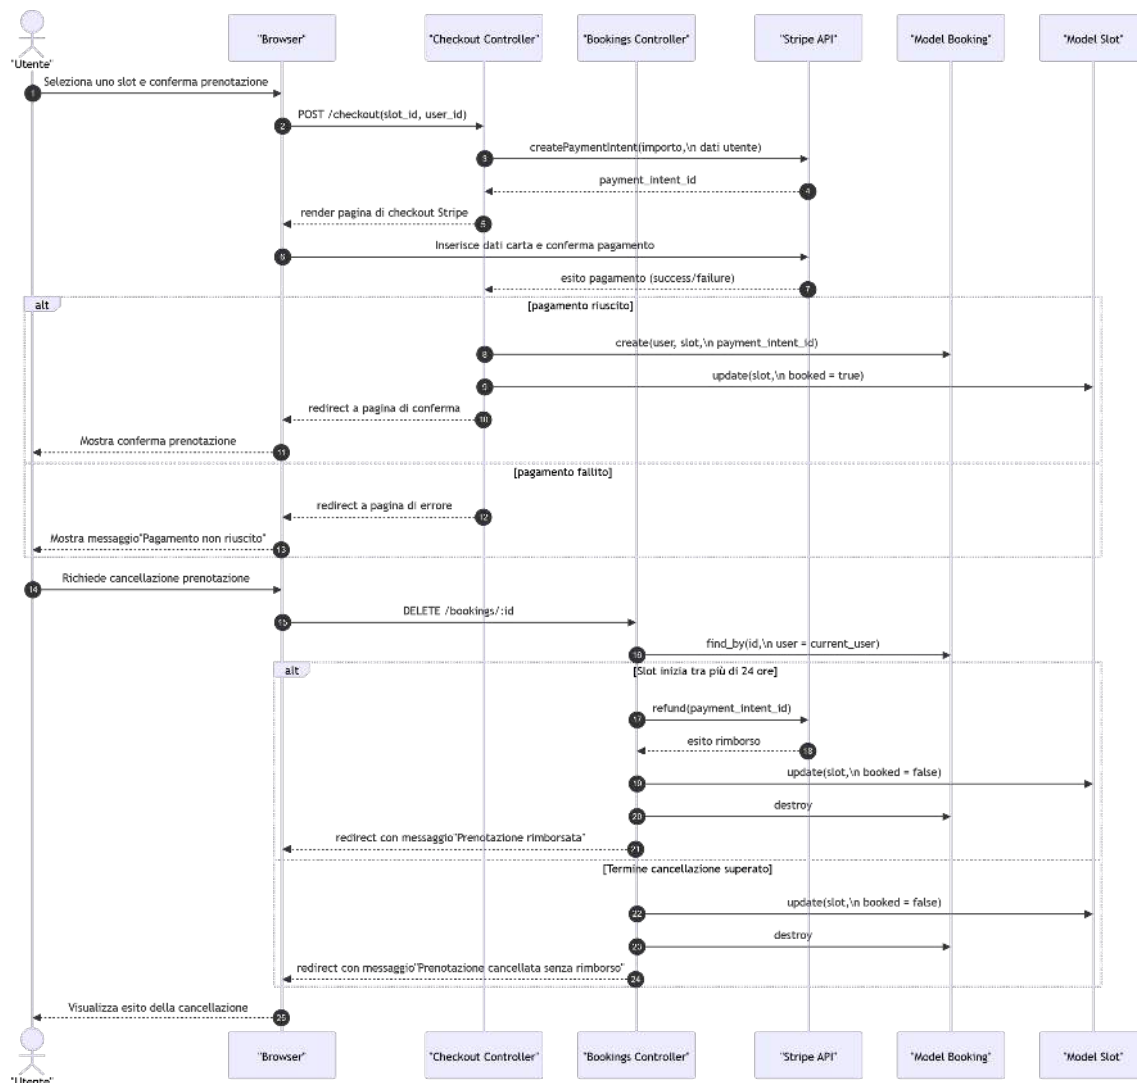 "Browser" "Checkout Controller" "Bookings Controller" "Stripe API" "Model Booking" "Model Slot"
"Utente"
Seleziona uno slot e conferma prenotazione
1
POST /checkout(slot_id, user_id)
2
createPaymentIntent(importo,\n dati utente)
3
payment_intent_id
4
render pagina di checkout Stripe
5
Inserisce dati carta e conferma pagamento
6
esito pagamento (success/failure)
7
alt [pagamento riuscito]
create(user, slot,\n payment_intent_id)
8
update(slot,\n booked = true)
9
redirect a pagina di conferma
10
Mostra conferma prenotazione
11
[pagamento fallito]
redirect a pagina di errore
12
Mostra messaggio"Pagamento non riuscito"
13
Richiede cancellazione prenotazione
14
DELETE /bookings/:id
15
find_by(id,\n user = current_user)
16
alt [Slot inizia tra più di 24 ore]
refund(payment_intent_id)
17
esito rimborso
18
update(slot,\n booked = false)
19
destroy
20
redirect con messaggio"Prenotazione rimborsata"
21
[Termine cancellazione superato]
update(slot,\n booked = false)
22
destroy
23
redirect con messaggio"Prenotazione cancellata senza rimborso"
24
Visualizza esito della cancellazione
25
"Browser" "Checkout Controller" "Bookings Controller" "Stripe API" "Model Booking" "Model Slot"
"Utente"